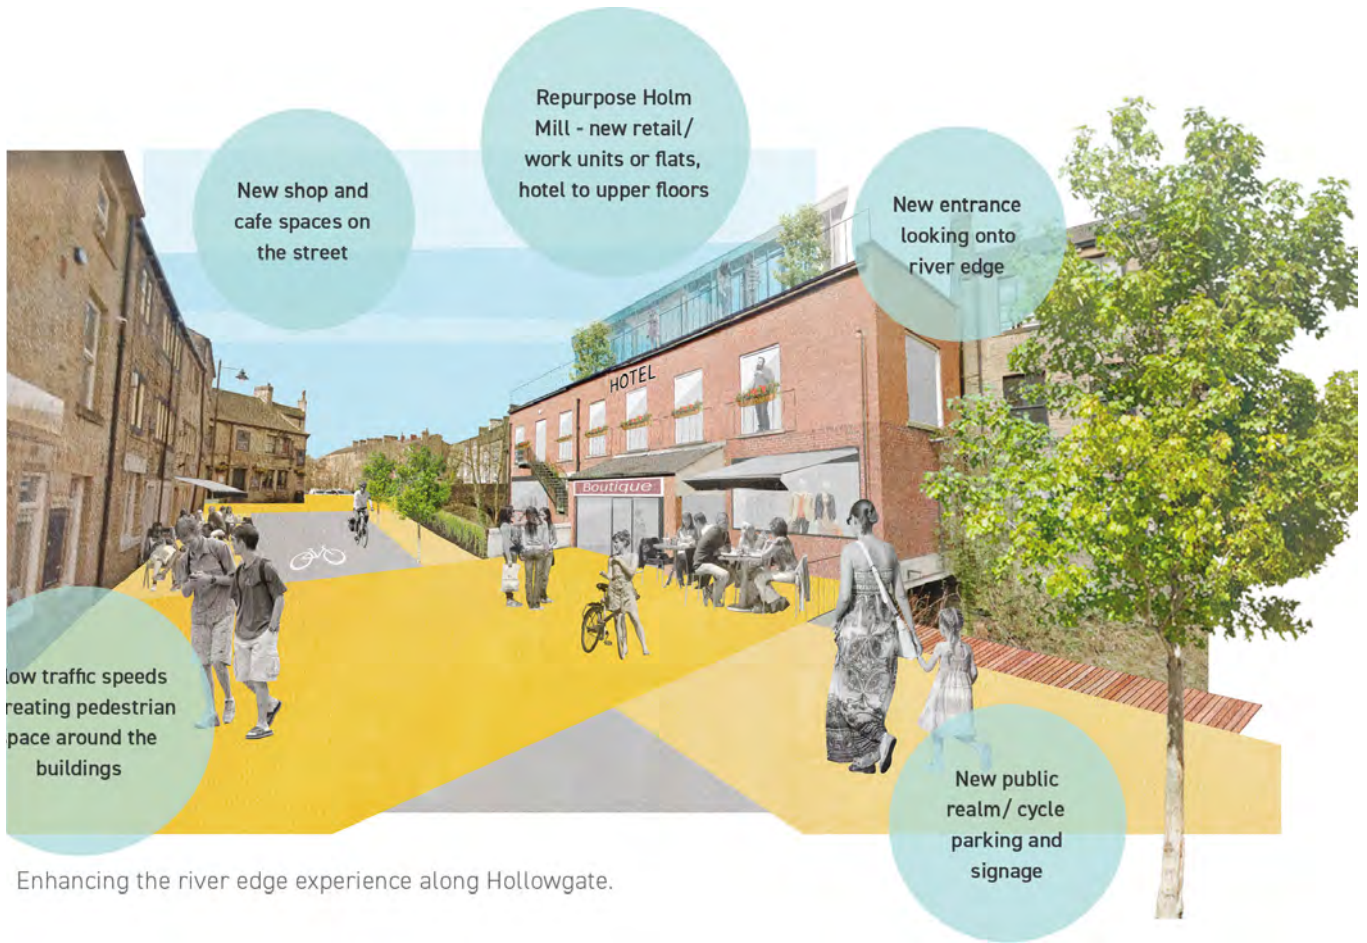 Repurpose Holm
Mill - new retail/
work units or flats,
hotel to upper floors
New shop and
cafe spaces on
the street
New entrance
looking onto
river edge
HOTEL
Boutique
low traffic speeds
reating pedestrian
pace around the
buildings
New public
realm/ cycle
parking and
signage
Enhancing the river edge experience along Hollowgate.